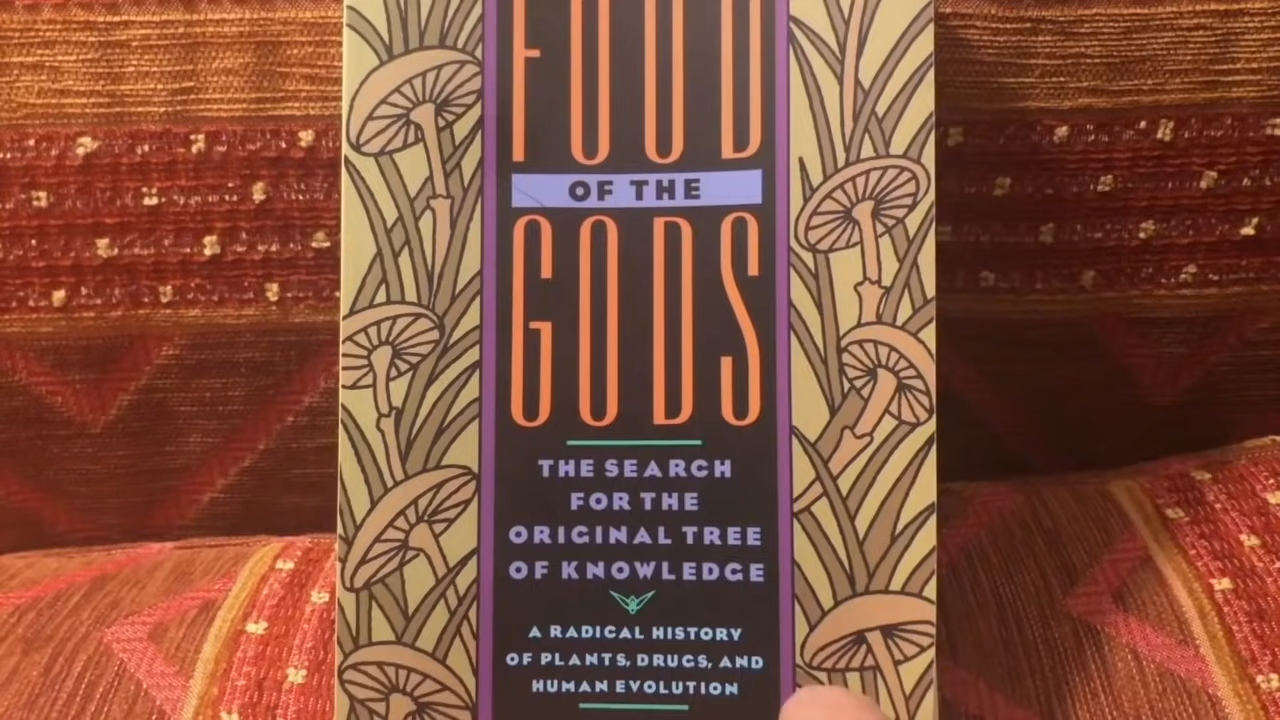 FOOD
OF THE
GODS
THE SEARCH
FOR THE
ORIGINAL TREE
OF KNOWLEDGE
A RADICAL HISTORY
OF PLANTS, DRUGS, AND
HUMAN EVOLUTION